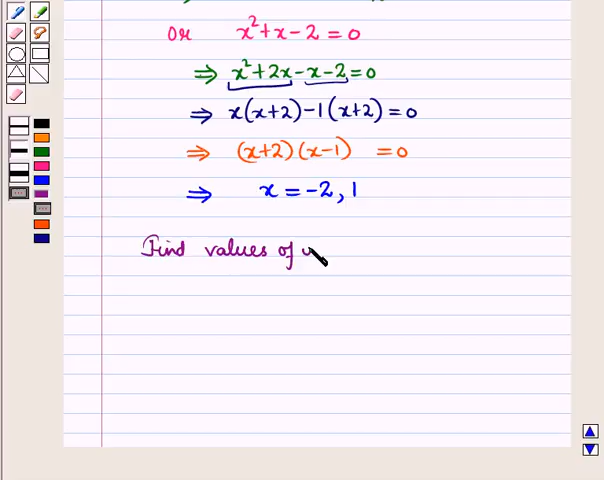 or x²+x-2=0
⇒ x²+2x-x-2=0
⇒ x(x+2)-1(x+2)=0
⇒ (x+2)(x-1) =0
⇒ x=-2,1
Find values of